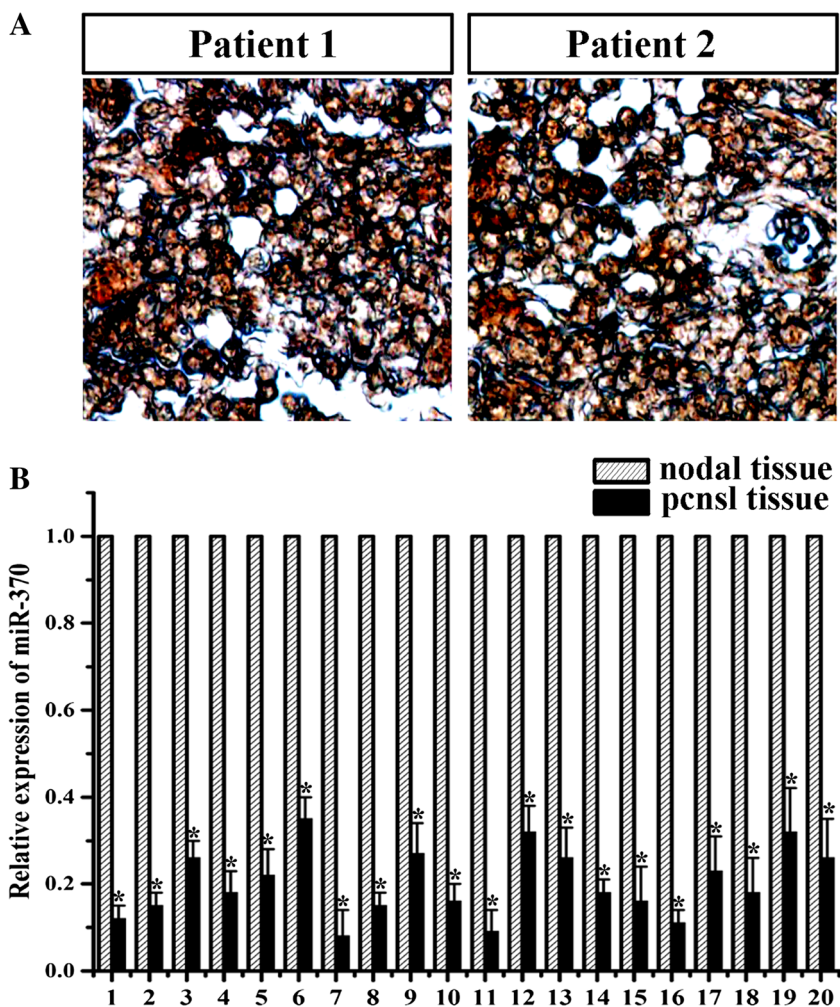 A
Patient 1 Patient 2
B
nodal tissue
pcnsl tissue
Relative expression of miR-370
1.0
0.8
0.6
0.4
0.2
0.0
* * * * * * * * * * * * * * * * * * * *
1 2 3 4 5 6 7 8 9 10 11 12 13 14 15 16 17 18 19 20